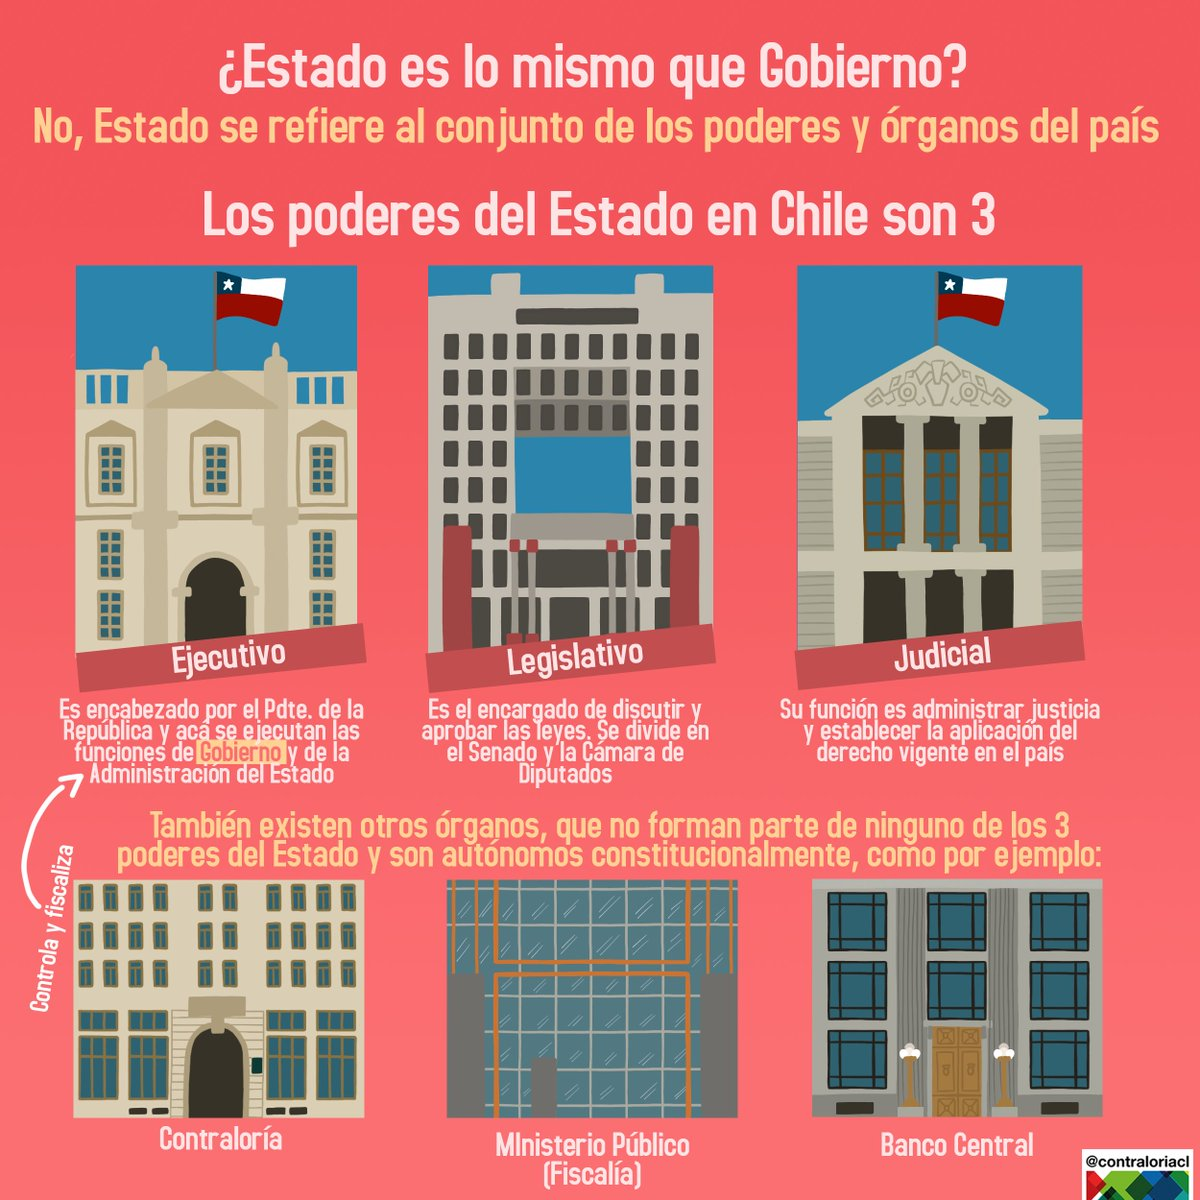 ¿Estado es lo mismo que Gobierno?
No, Estado se refiere al conjunto de los poderes y órganos del país
Los poderes del Estado en Chile son 3
Ejecutivo
Es encabezado por el Pdte. de la
República y acá se ejecutan las
funciones de Gobierno y de la
Administración del Estado
Legislativo
Es el encargado de discutir y
aprobar las leyes. Se divide en
el Senado y la Cámara de
Diputados
Judicial
Su función es administrar justicia
y establecer la aplicación del
derecho vigente en el país
También existen otros órganos, que no forman parte de ninguno de los 3
poderes del Estado y son autónomos constitucionalmente, como por ejemplo:
Controla y fiscaliza
Contraloría
MInisterio Público
(Fiscalía)
Banco Central
@contraloriacl